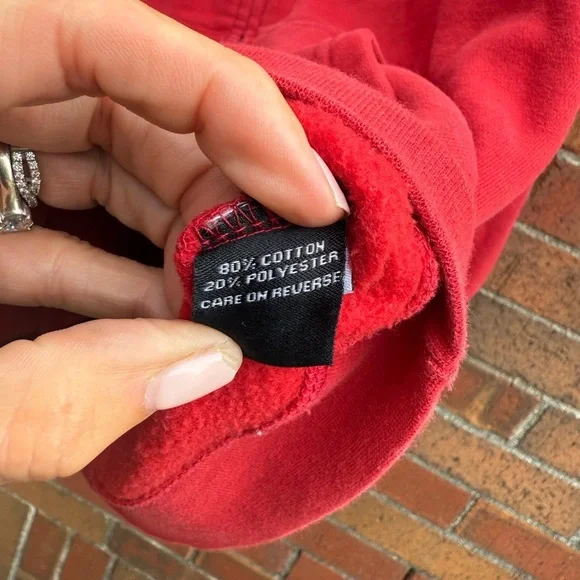 80% COTTON
20% POLYESTER
CARE ON REVERSE